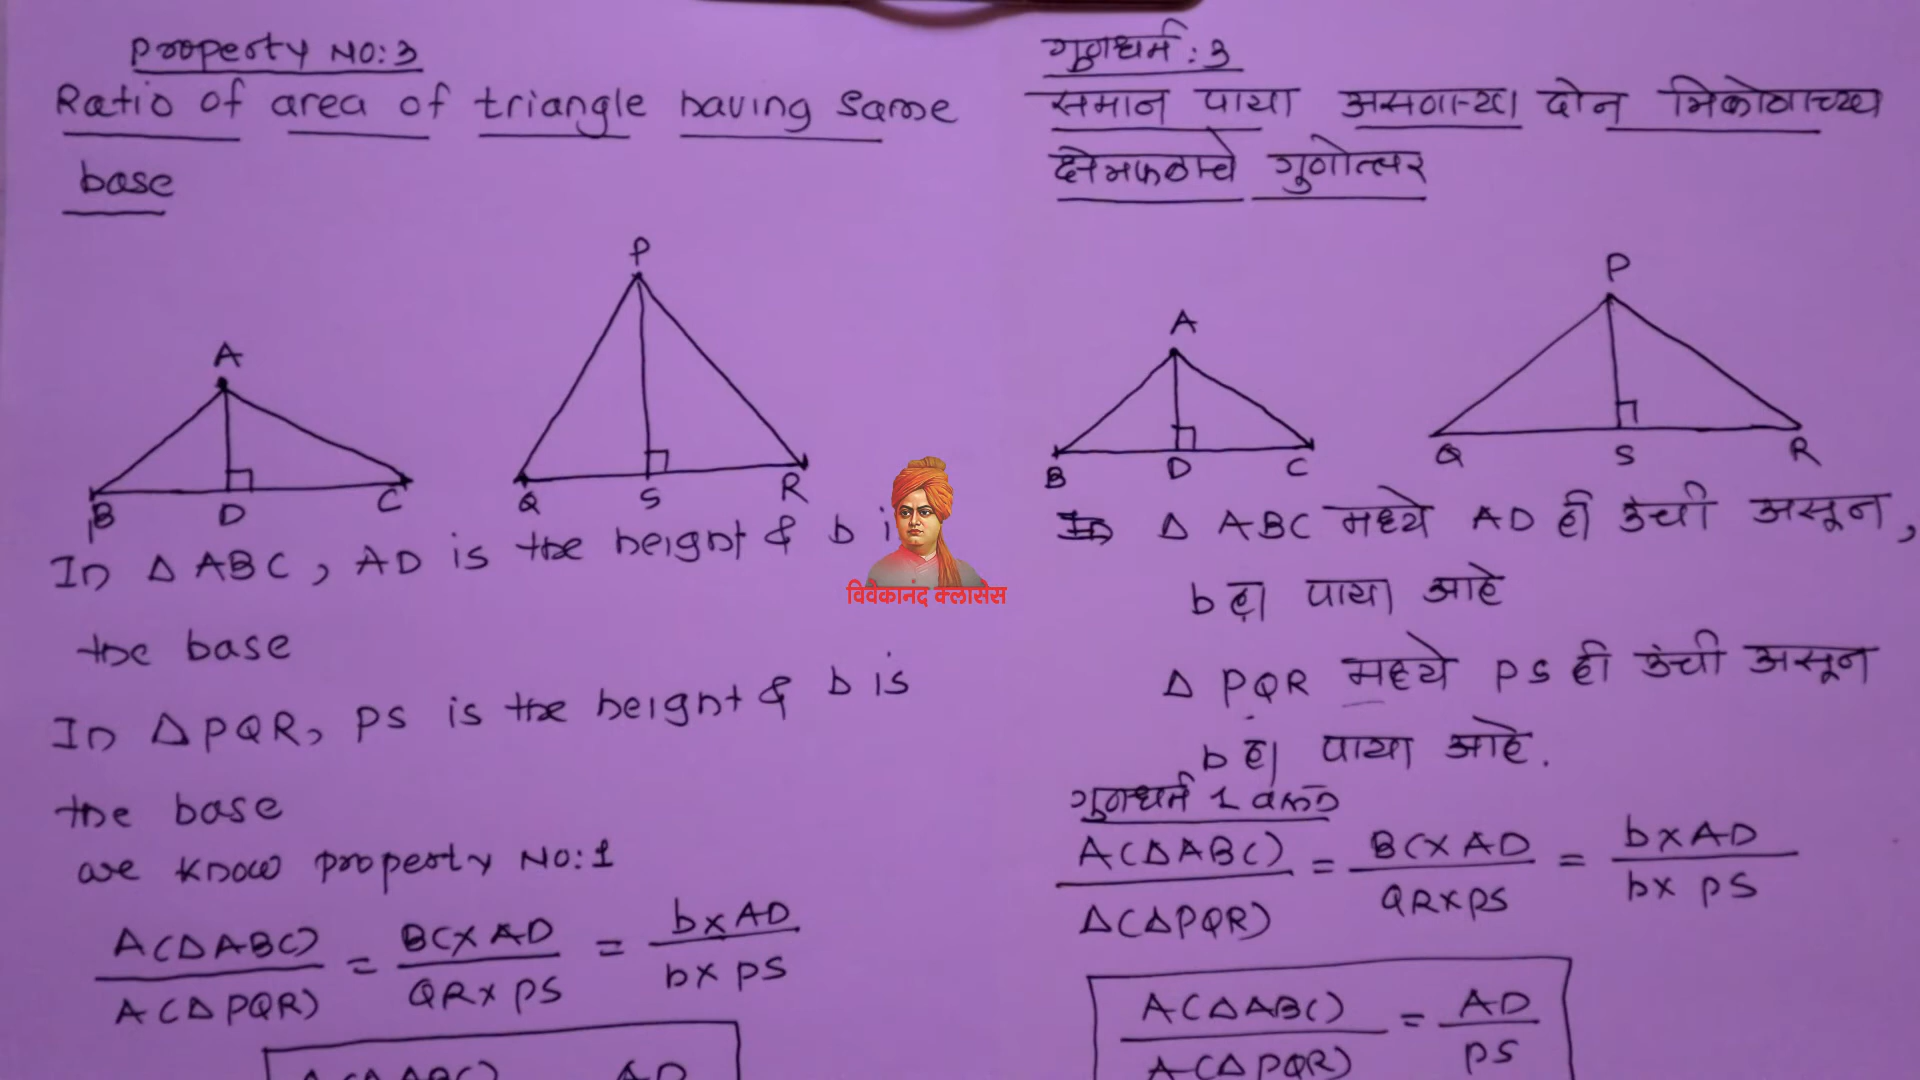 Property NO:3
Ratio of area of triangle having same
base
P
A
B D C
Q S R
In △ ABC, AD is the height & b i
the base
In △PQR, PS is the height & b is
the base
we know property NO:1
A(△ABC) / A(△PQR) = BC×AD / QR×PS = b×AD / b×PS
A(△ABC) AD
गुणधर्म : 3
समान पाया असणाऱ्या दोन त्रिकोणाच्या
क्षेत्रफळाचे गुणोत्तर
P
A
B D C
Q S R
△ ABC मध्ये AD ही उंची असून,
b हा पाया आहे
△ PQR मध्ये PS ही उंची असून
b हा पाया आहे.
गुणधर्म 1
A(△ABC) / △(△PQR) = BC×AD / QR×PS = b×AD / b×PS
A(△ABC) / A(△PQR) = AD / PS
विवेकानंद क्लासेस